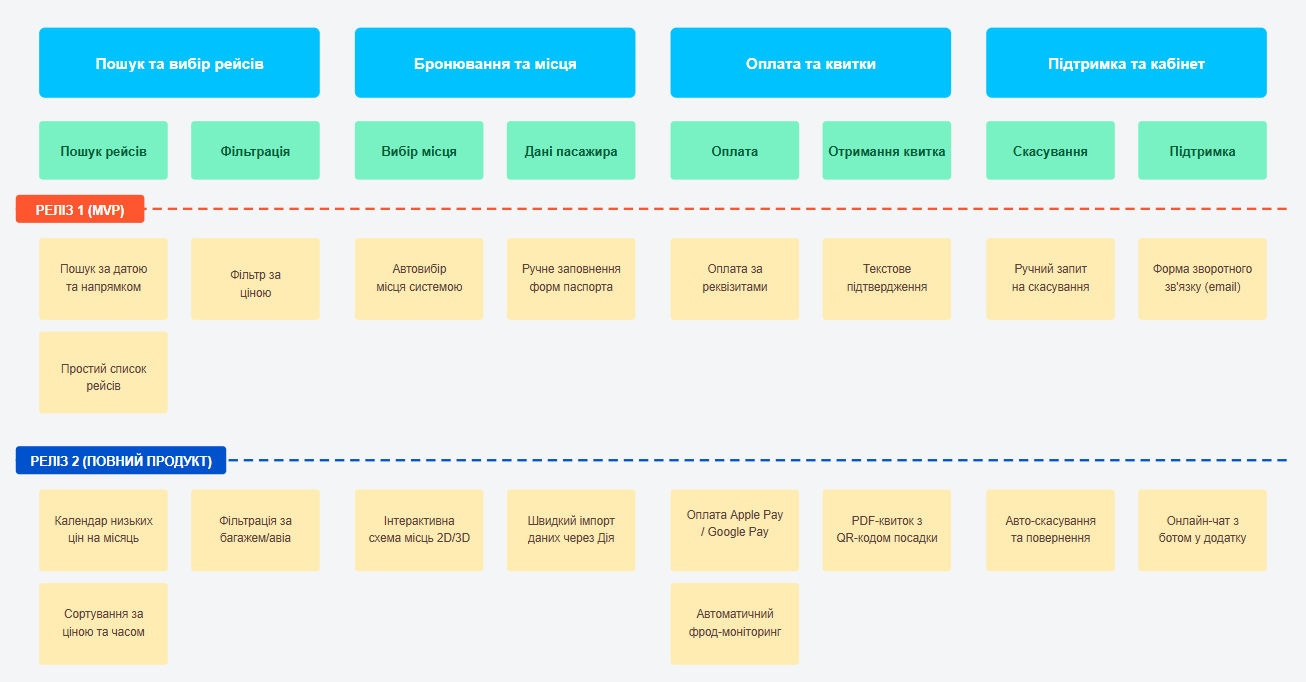 Пошук та вибір рейсів
Бронювання та місця
Оплата та квитки
Підтримка та кабінет
Пошук рейсів
Фільтрація
Вибір місця
Дані пасажира
Оплата
Отримання квитка
Скасування
Підтримка
РЕЛІЗ 1 (MVP)
Пошук за датою
та напрямком
Фільтр за
ціною
Автовибір
місця системою
Ручне заповнення
форм паспорта
Оплата за
реквізитами
Текстове
підтвердження
Ручний запит
на скасування
Форма зворотного
зв'язку (email)
Простий список
рейсів
РЕЛІЗ 2 (ПОВНИЙ ПРОДУКТ)
Календар низьких
цін на місяць
Фільтрація за
багажем/авіа
Інтерактивна
схема місць 2D/3D
Швидкий імпорт
даних через Дія
Оплата Apple Pay
/ Google Pay
PDF-квиток з
QR-кодом посадки
Авто-скасування
та повернення
Онлайн-чат з
ботом у додатку
Сортування за
ціною та часом
Автоматичний
фрод-моніторинг